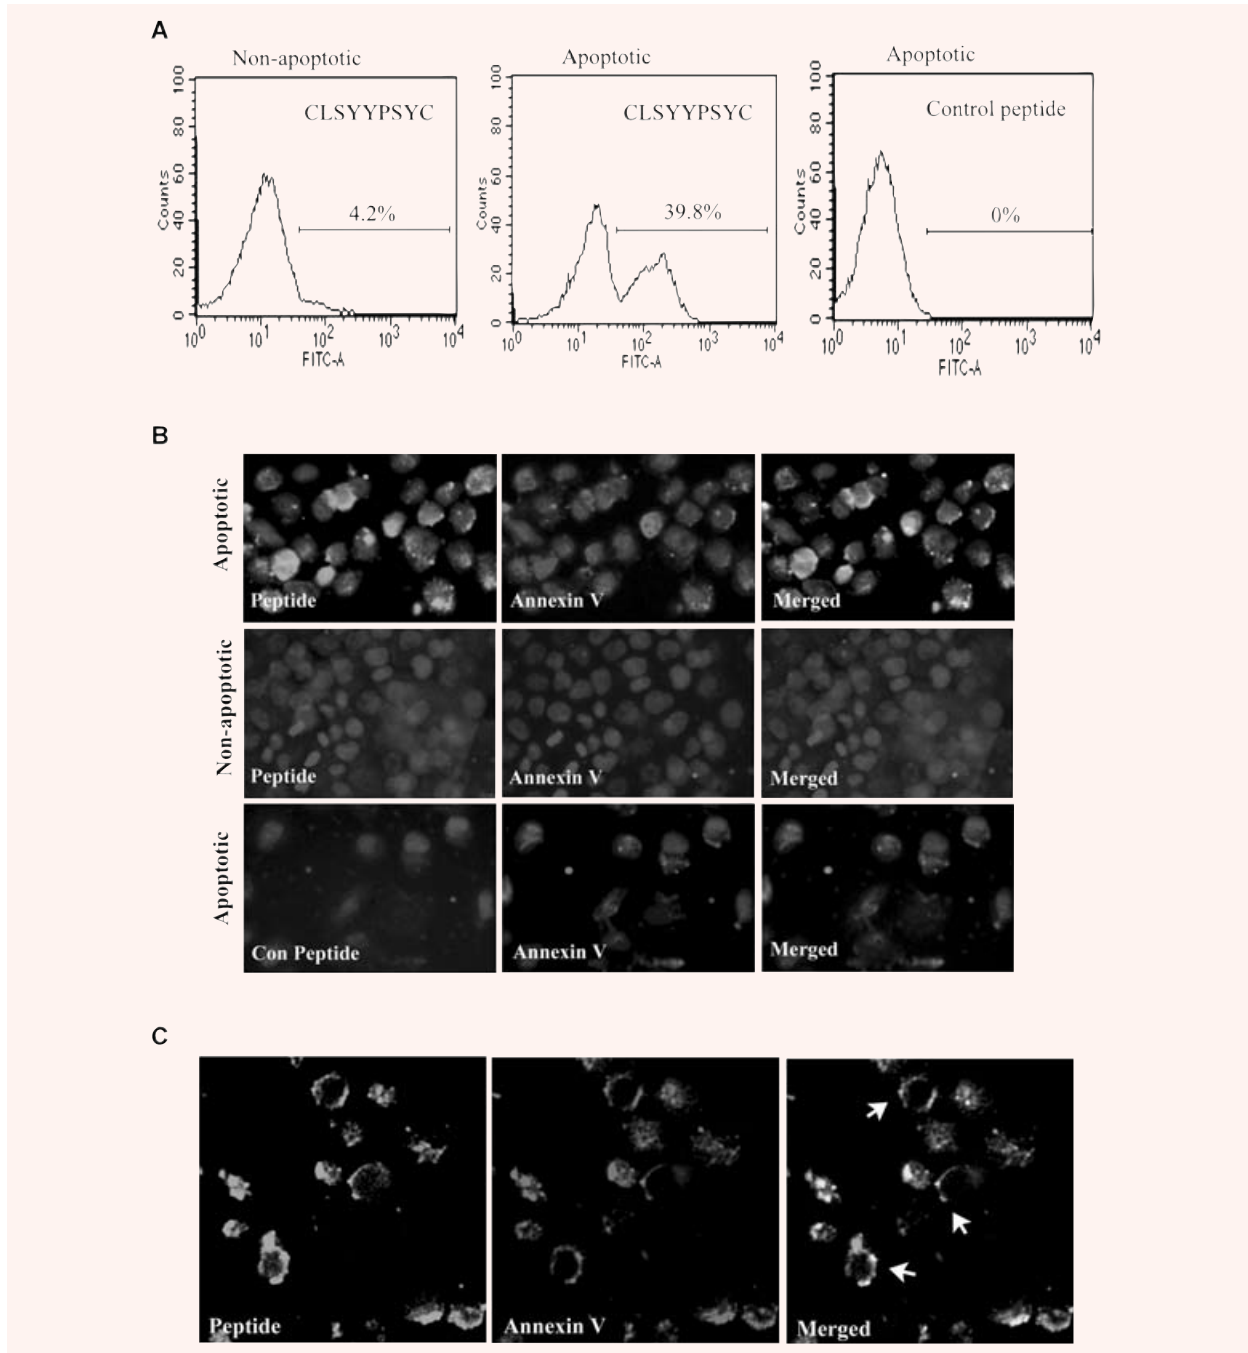 A
Non-apoptotic
CLSYYPSYC
4.2%
Counts
100
80
60
40
20
0
10^0 10^1 10^2 10^3 10^4
FITC-A
Apoptotic
CLSYYPSYC
39.8%
Counts
100
80
60
40
20
0
10^0 10^1 10^2 10^3 10^4
FITC-A
Apoptotic
Control peptide
0%
Counts
100
80
60
40
20
0
10^0 10^1 10^2 10^3 10^4
FITC-A
B
Apoptotic
Peptide
Annexin V
Merged
Non-apoptotic
Peptide
Annexin V
Merged
Apoptotic
Con Peptide
Annexin V
Merged
C
Peptide
Annexin V
Merged